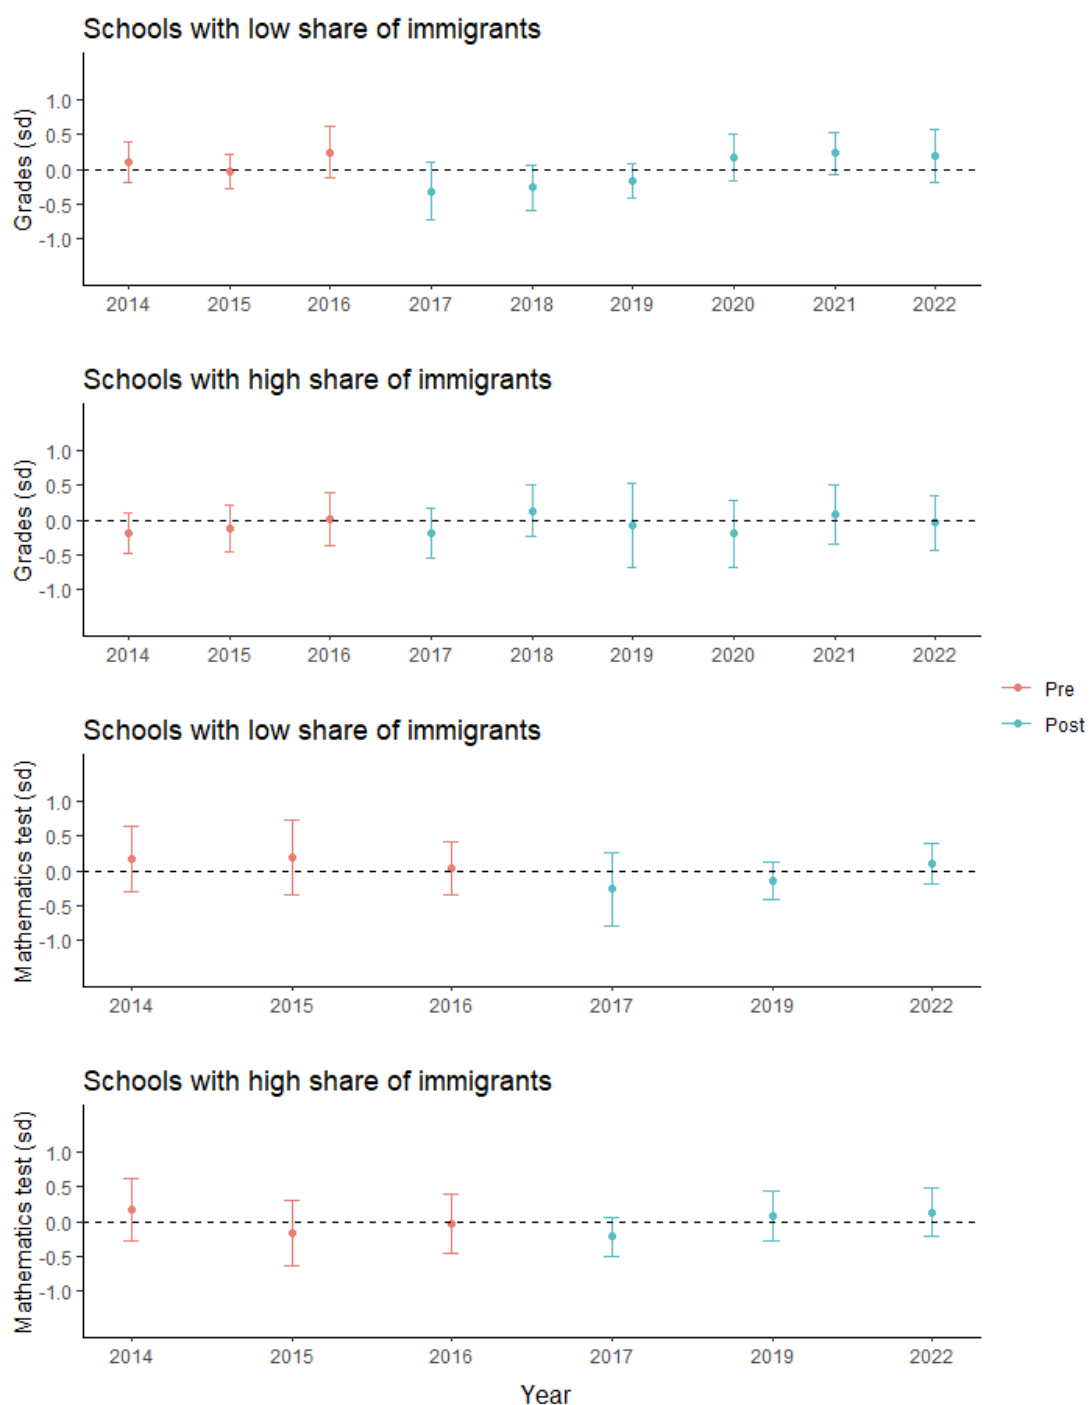 Schools with low share of immigrants
Grades (sd)
1.0
0.5
0.0
-0.5
-1.0
2014 2015 2016 2017 2018 2019 2020 2021 2022
Schools with high share of immigrants
Grades (sd)
1.0
0.5
0.0
-0.5
-1.0
2014 2015 2016 2017 2018 2019 2020 2021 2022
Pre
Post
Schools with low share of immigrants
Mathematics test (sd)
1.0
0.5
0.0
-0.5
-1.0
2014 2015 2016 2017 2019 2022
Schools with high share of immigrants
Mathematics test (sd)
1.0
0.5
0.0
-0.5
-1.0
2014 2015 2016 2017 2019 2022
Year